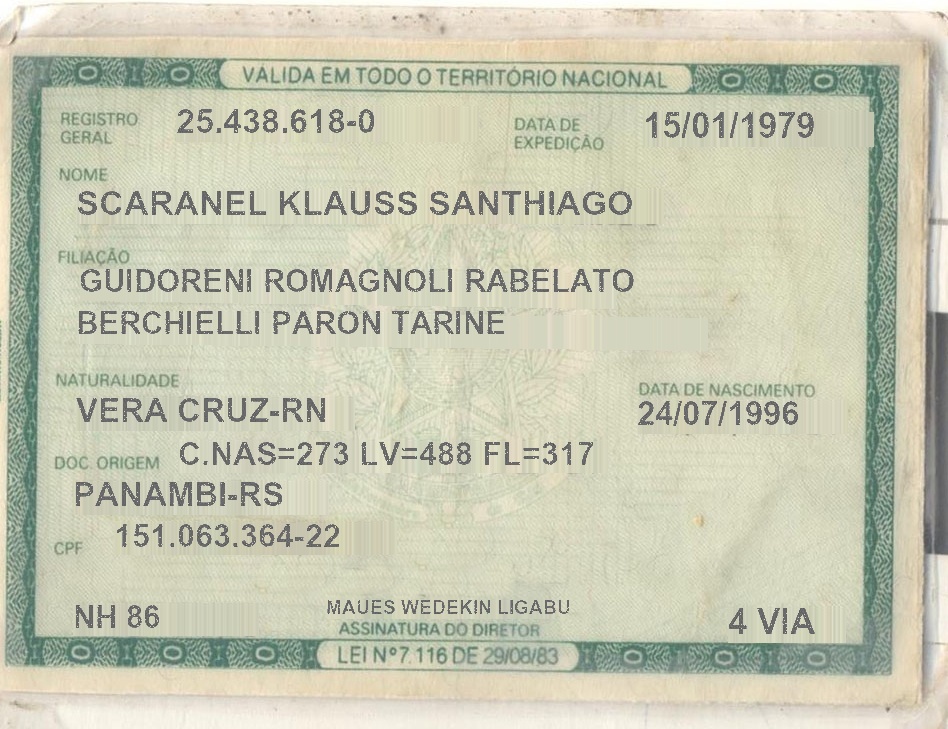 VÁLIDA EM TODO O TERRITÓRIO NACIONAL
REGISTRO GERAL 25.438.618-0 DATA DE EXPEDIÇÃO 15/01/1979
NOME
SCARANEL KLAUSS SANTHIAGO
FILIAÇÃO
GUIDORENI ROMAGNOLI RABELATO
BERCHIELLI PARON TARINE
NATURALIDADE DATA DE NASCIMENTO
VERA CRUZ-RN 24/07/1996
DOC. ORIGEM C.NAS=273 LV=488 FL=317
PANAMBI-RS
CPF 151.063.364-22
NH 86 MAUES WEDEKIN LIGABU 4 VIA
ASSINATURA DO DIRETOR
LEI Nº 7.116 DE 29/08/83